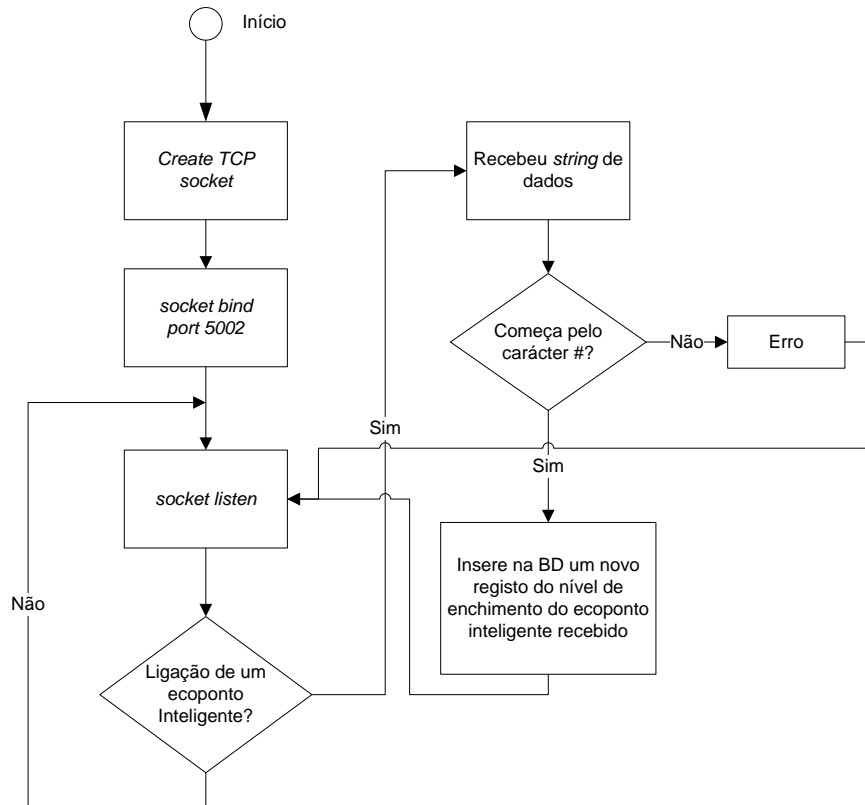 Início
Create TCP
socket
socket bind
port 5002
socket listen
Ligação de um
ecoponto
Inteligente?
Não
Sim
Recebeu string de
dados
Começa pelo
carácter #?
Não
Erro
Sim
Insere na BD um novo
registo do nível de
enchimento do ecoponto
inteligente recebido